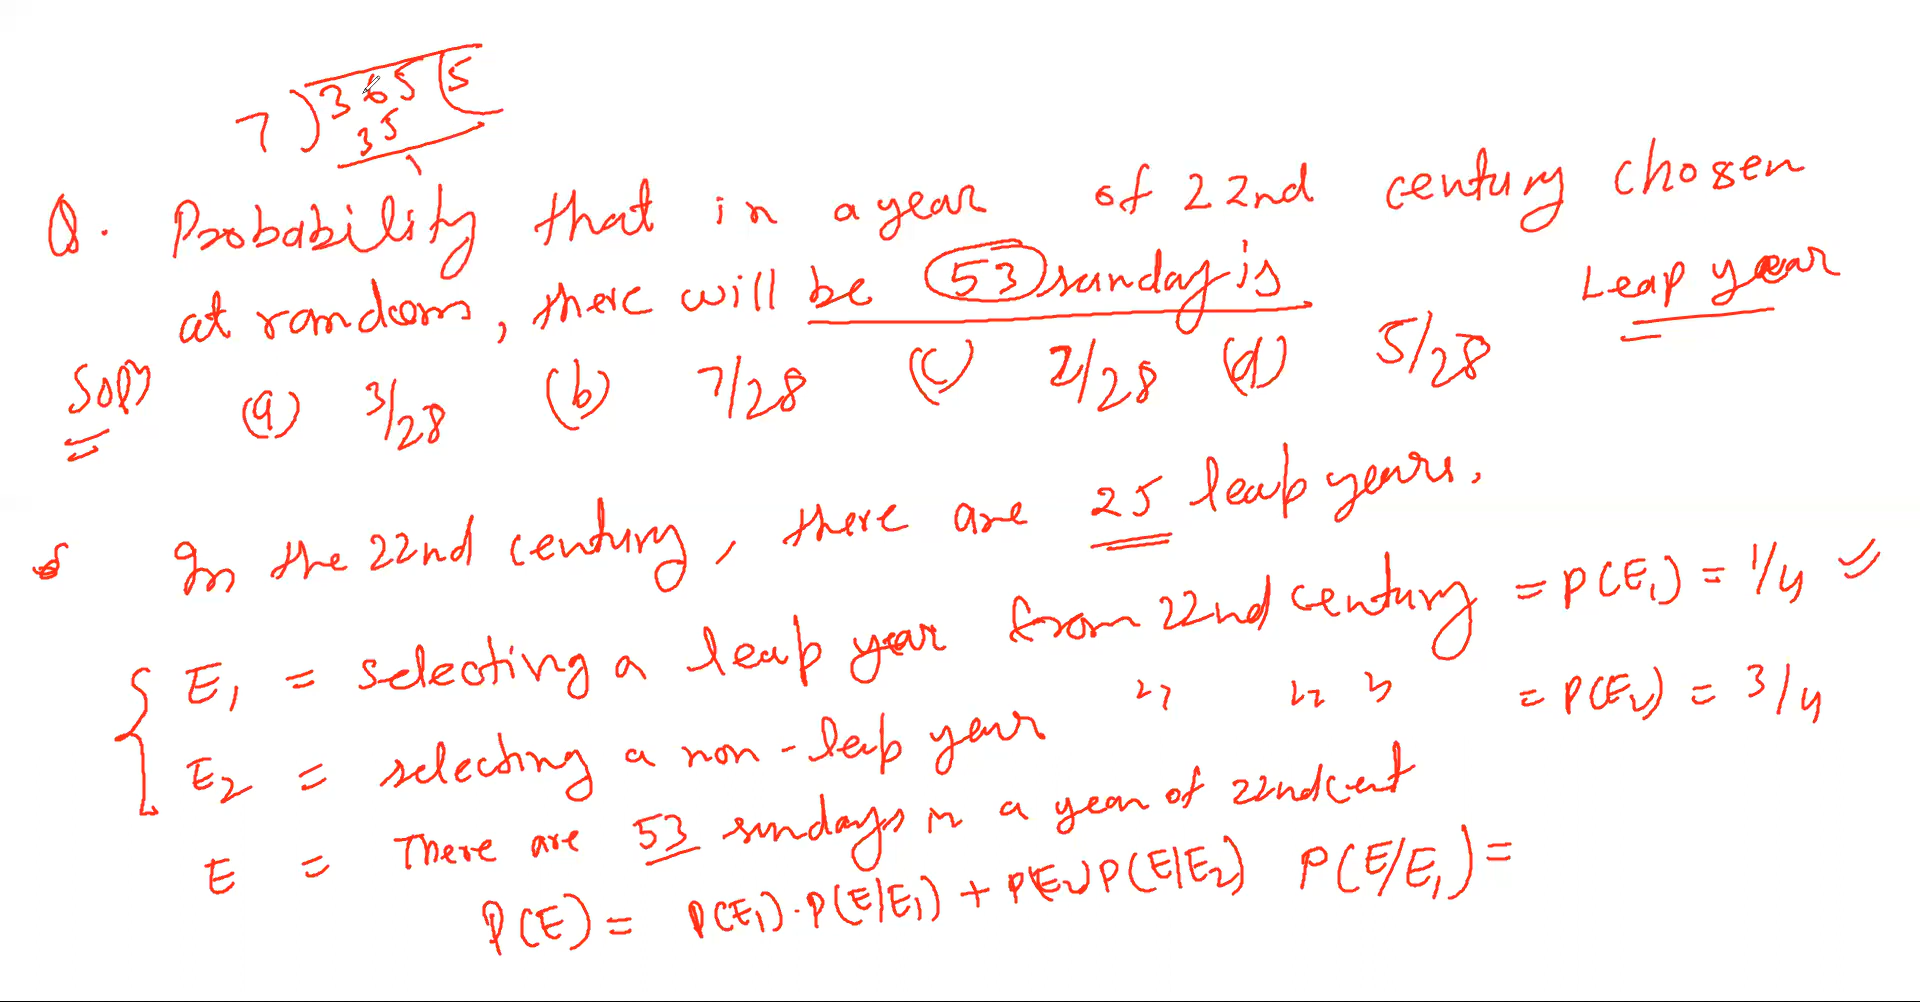 7) 365 (5
35
1
Q. Probability that in a year of 22nd century chosen
at random, there will be 53 sunday is
Leap year
Solⁿ (a) 3/28 (b) 7/28 (c) 2/28 (d) 5/28
In the 22nd century, there are 25 leap years.
E₁ = selecting a leap year from 22nd century = P(E₁) = 1/4
E₂ = selecting a non-leap year " " " = P(E₂) = 3/4
E = There are 53 sundays in a year of 22nd cent
P(E) = P(E₁)·P(E|E₁) + P(E₂)P(E|E₂) P(E/E₁) =